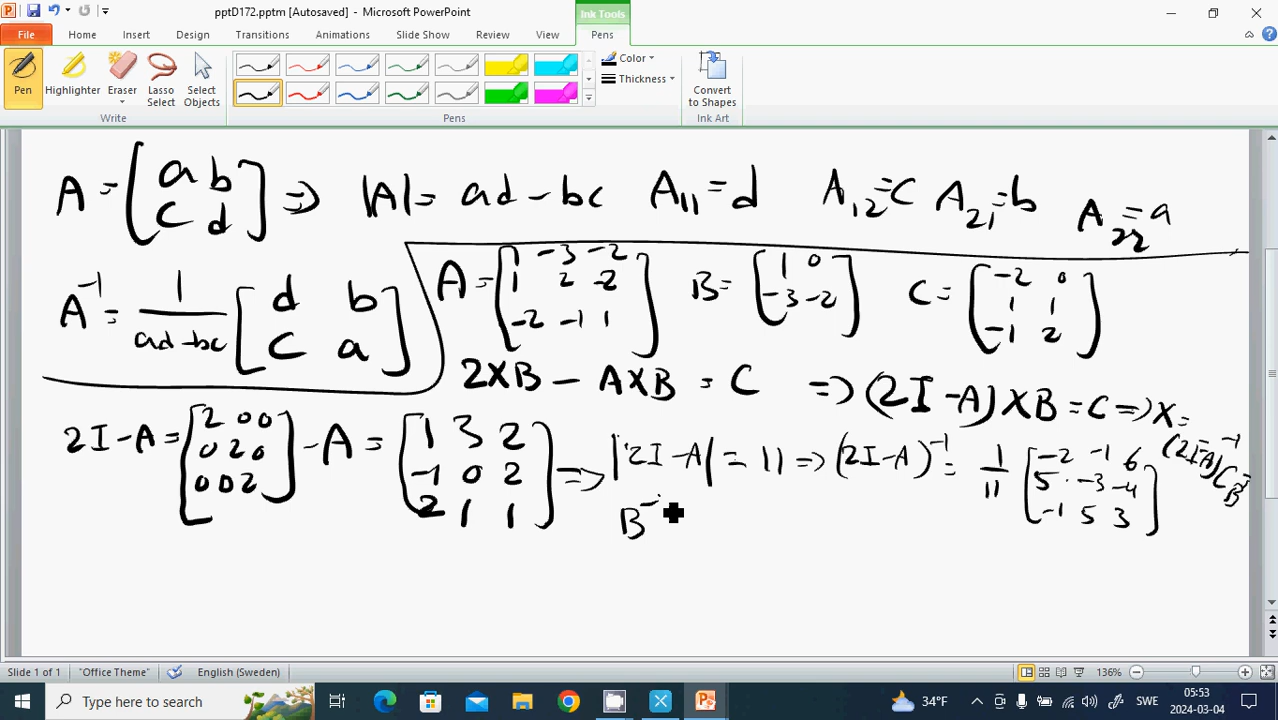 pptD172.pptm [Autosaved] - Microsoft PowerPoint
Ink Tools
File Home Insert Design Transitions Animations Slide Show Review View Pens
Pen Highlighter Eraser Lasso Select Select Objects
Color
Thickness
Convert to Shapes
Write Pens Ink Art
A = [a b
c d] => |A| = ad - bc A11 = d A12 = c A21 = b A22 = a
A^-1 = 1/(ad-bc) [d b
c a]
A = [1 -3 -2
1 2 -2
-2 -1 1] B = [1 0
-3 -2] C = [-2 0
1 1
-1 2]
2XB - AXB = C => (2I-A)XB = C => X = (2I-A)^-1 C B^-1
2I-A = [2 0 0
0 2 0
0 0 2] - A = [1 3 2
-1 0 2
2 1 1] => |2I-A| = 11 => (2I-A)^-1 = 1/11 [-2 -1 6
5 -3 -4
-1 5 3]
B^-
Slide 1 of 1 "Office Theme" English (Sweden) 136%
Type here to search 34°F SWE 05:53
2024-03-04